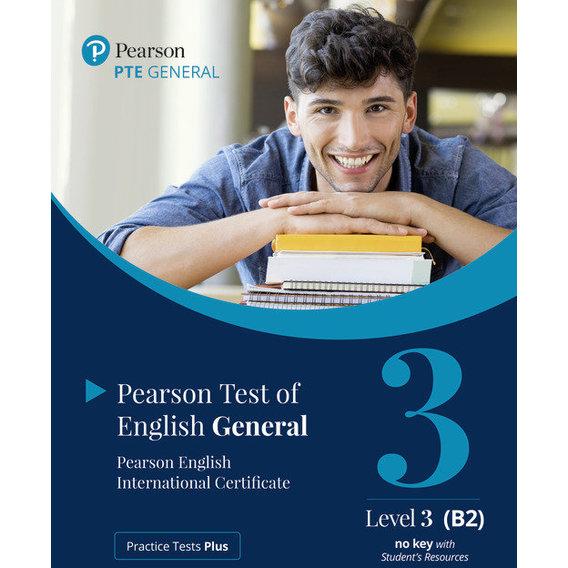 Pearson
PTE GENERAL
Pearson Test of
English General
Pearson English
International Certificate
Practice Tests Plus
3
Level 3 (B2)
no key with
Student's Resources